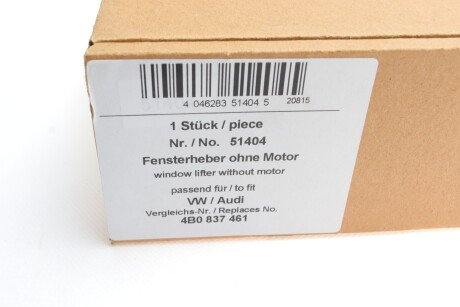 4 046283 51404 5 20815
1 Stück / piece
Nr. / No. 51404
Fensterheber ohne Motor
window lifter without motor
passend für / to fit
VW / Audi
Vergleichs-Nr. / Replaces No.
4B0 837 461